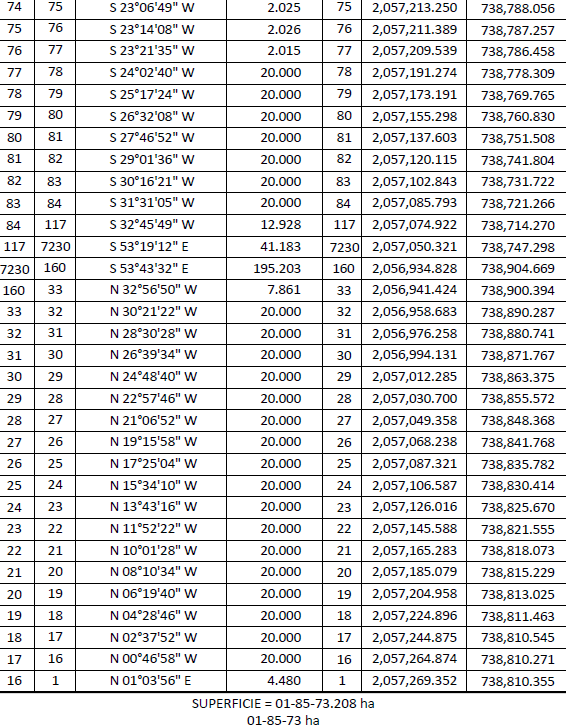 74 75 S 23°06'49" W 2.025 75 2,057,213.250 738,788.056
75 76 S 23°14'08" W 2.026 76 2,057,211.389 738,787.257
76 77 S 23°21'35" W 2.015 77 2,057,209.539 738,786.458
77 78 S 24°02'40" W 20.000 78 2,057,191.274 738,778.309
78 79 S 25°17'24" W 20.000 79 2,057,173.191 738,769.765
79 80 S 26°32'08" W 20.000 80 2,057,155.298 738,760.830
80 81 S 27°46'52" W 20.000 81 2,057,137.603 738,751.508
81 82 S 29°01'36" W 20.000 82 2,057,120.115 738,741.804
82 83 S 30°16'21" W 20.000 83 2,057,102.843 738,731.722
83 84 S 31°31'05" W 20.000 84 2,057,085.793 738,721.266
84 117 S 32°45'49" W 12.928 117 2,057,074.922 738,714.270
117 7230 S 53°19'12" E 41.183 7230 2,057,050.321 738,747.298
7230 160 S 53°43'32" E 195.203 160 2,056,934.828 738,904.669
160 33 N 32°56'50" W 7.861 33 2,056,941.424 738,900.394
33 32 N 30°21'22" W 20.000 32 2,056,958.683 738,890.287
32 31 N 28°30'28" W 20.000 31 2,056,976.258 738,880.741
31 30 N 26°39'34" W 20.000 30 2,056,994.131 738,871.767
30 29 N 24°48'40" W 20.000 29 2,057,012.285 738,863.375
29 28 N 22°57'46" W 20.000 28 2,057,030.700 738,855.572
28 27 N 21°06'52" W 20.000 27 2,057,049.358 738,848.368
27 26 N 19°15'58" W 20.000 26 2,057,068.238 738,841.768
26 25 N 17°25'04" W 20.000 25 2,057,087.321 738,835.782
25 24 N 15°34'10" W 20.000 24 2,057,106.587 738,830.414
24 23 N 13°43'16" W 20.000 23 2,057,126.016 738,825.670
23 22 N 11°52'22" W 20.000 22 2,057,145.588 738,821.555
22 21 N 10°01'28" W 20.000 21 2,057,165.283 738,818.073
21 20 N 08°10'34" W 20.000 20 2,057,185.079 738,815.229
20 19 N 06°19'40" W 20.000 19 2,057,204.958 738,813.025
19 18 N 04°28'46" W 20.000 18 2,057,224.896 738,811.463
18 17 N 02°37'52" W 20.000 17 2,057,244.875 738,810.545
17 16 N 00°46'58" W 20.000 16 2,057,264.874 738,810.271
16 1 N 01°03'56" E 4.480 1 2,057,269.352 738,810.355
SUPERFICIE = 01-85-73.208 ha
01-85-73 ha